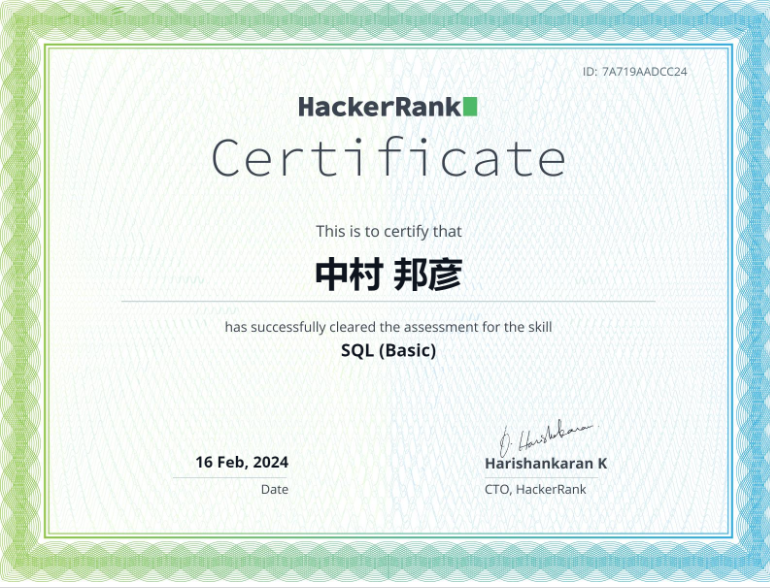 ID: 7A719AADCC24
HackerRank
Certificate
This is to certify that
中村 邦彦
has successfully cleared the assessment for the skill
SQL (Basic)
16 Feb, 2024
Date
Harishankaran K
CTO, HackerRank